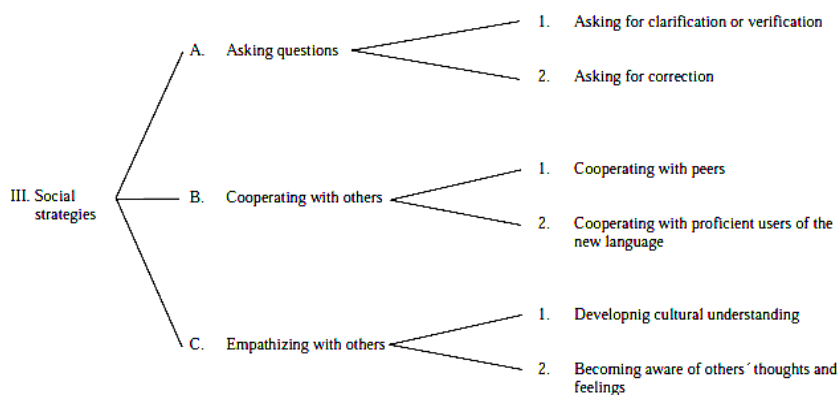 1. Asking for clarification or verification
A. Asking questions
2. Asking for correction
1. Cooperating with peers
III. Social
strategies
B. Cooperating with others
2. Cooperating with proficient users of the
new language
1. Developnig cultural understanding
C. Empathizing with others
2. Becoming aware of others´ thoughts and
feelings